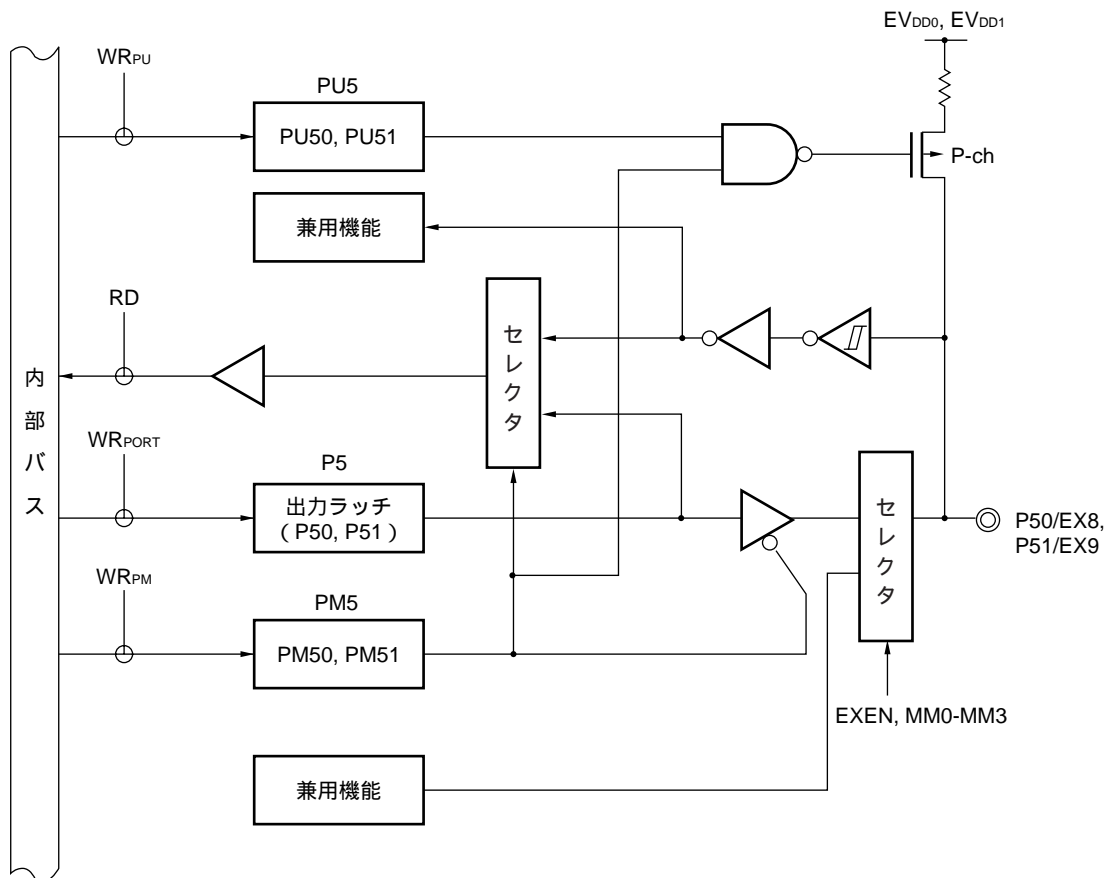 EVDD0, EVDD1
WRPU
PU5
PU50, PU51
P-ch
兼用機能
RD
セレクタ
内部バス
WRPORT
P5
出力ラッチ
（P50, P51）
セレクタ
P50/EX8,
P51/EX9
WRPM
PM5
PM50, PM51
EXEN, MM0-MM3
兼用機能